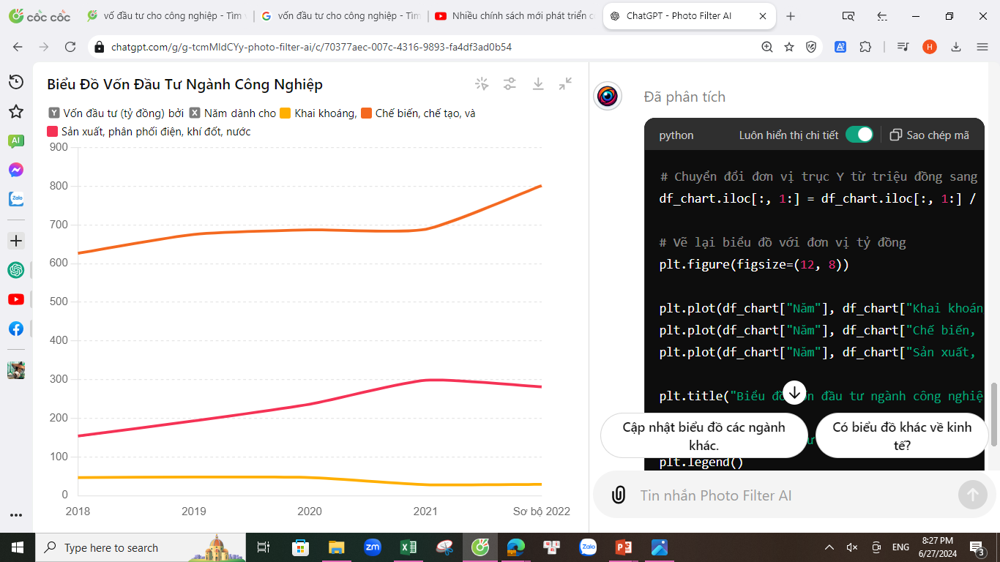 cốc cốc
vố đầu tư cho công nghiệp - Tìm v
vốn đầu tư cho công nghiệp - Tìm
Nhiều chính sách mới phát triển c
ChatGPT - Photo Filter AI
chatgpt.com/g/g-tcmMldCYy-photo-filter-ai/c/70377aec-007c-4316-9893-fa4df3ad0b54
H
AI
Zalo
Biểu Đồ Vốn Đầu Tư Ngành Công Nghiệp
Y Vốn đầu tư (tỷ đồng) bởi X Năm dành cho Khai khoáng, Chế biến, chế tạo, và
Sản xuất, phân phối điện, khí đốt, nước
900
800
700
600
500
400
300
200
100
0
2018 2019 2020 2021 Sơ bộ 2022
Đã phân tích
python Luôn hiển thị chi tiết Sao chép mã
# Chuyển đổi đơn vị trục Y từ triệu đồng sang
df_chart.iloc[:, 1:] = df_chart.iloc[:, 1:] /
# Vẽ lại biểu đồ với đơn vị tỷ đồng
plt.figure(figsize=(12, 8))
plt.plot(df_chart["Năm"], df_chart["Khai khoán
plt.plot(df_chart["Năm"], df_chart["Chế biến,
plt.plot(df_chart["Năm"], df_chart["Sản xuất,
plt.title("Biểu đồ đầu tư ngành công nghiệ
Cập nhật biểu đồ các ngành
khác.
Có biểu đồ khác về kinh
tế?
plt.legend()
Tin nhắn Photo Filter AI
Type here to search
zm
Zalo
ENG
8:27 PM
6/27/2024
3